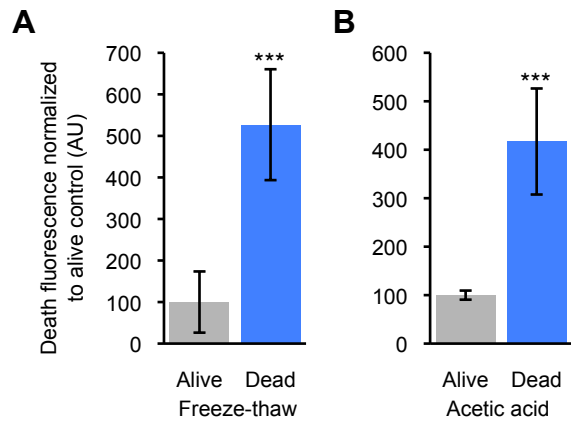 A
Death fluorescence normalized
to alive control (AU)
700
600
500
400
300
200
100
0
***
Alive Dead
Freeze-thaw
B
600
500
400
300
200
100
0
***
Alive Dead
Acetic acid